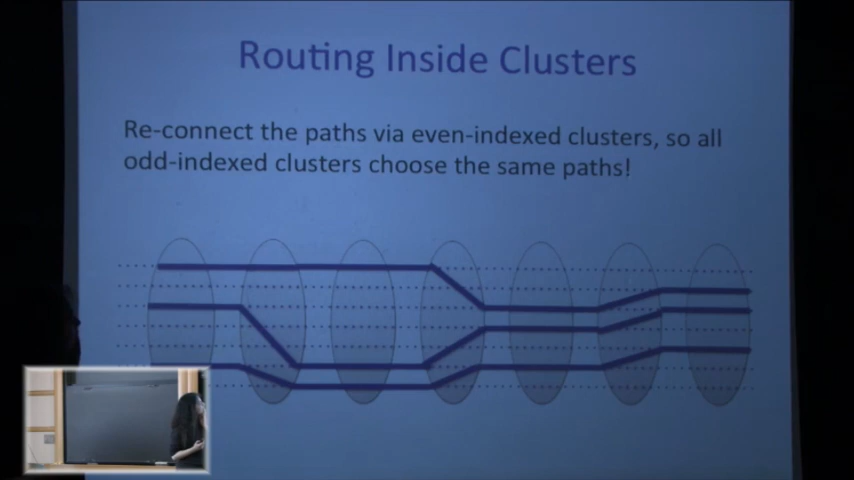 Routing Inside Clusters
Re-connect the paths via even-indexed clusters, so all
odd-indexed clusters choose the same paths!